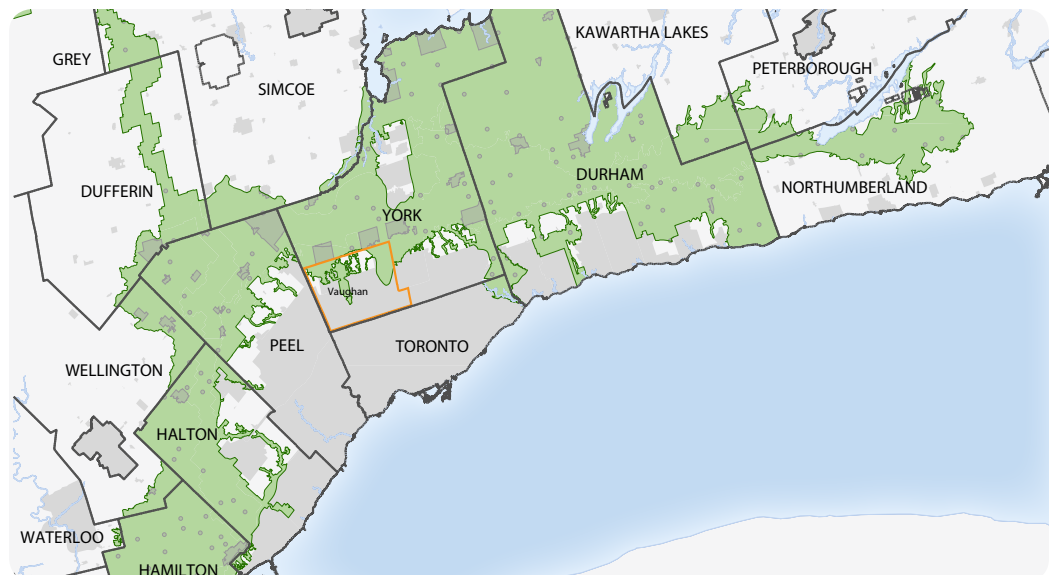 KAWARTHA LAKES
GREY
PETERBOROUGH
SIMCOE
DURHAM
DUFFERIN
NORTHUMBERLAND
YORK
Vaughan
PEEL
TORONTO
WELLINGTON
HALTON
WATERLOO
HAMILTON